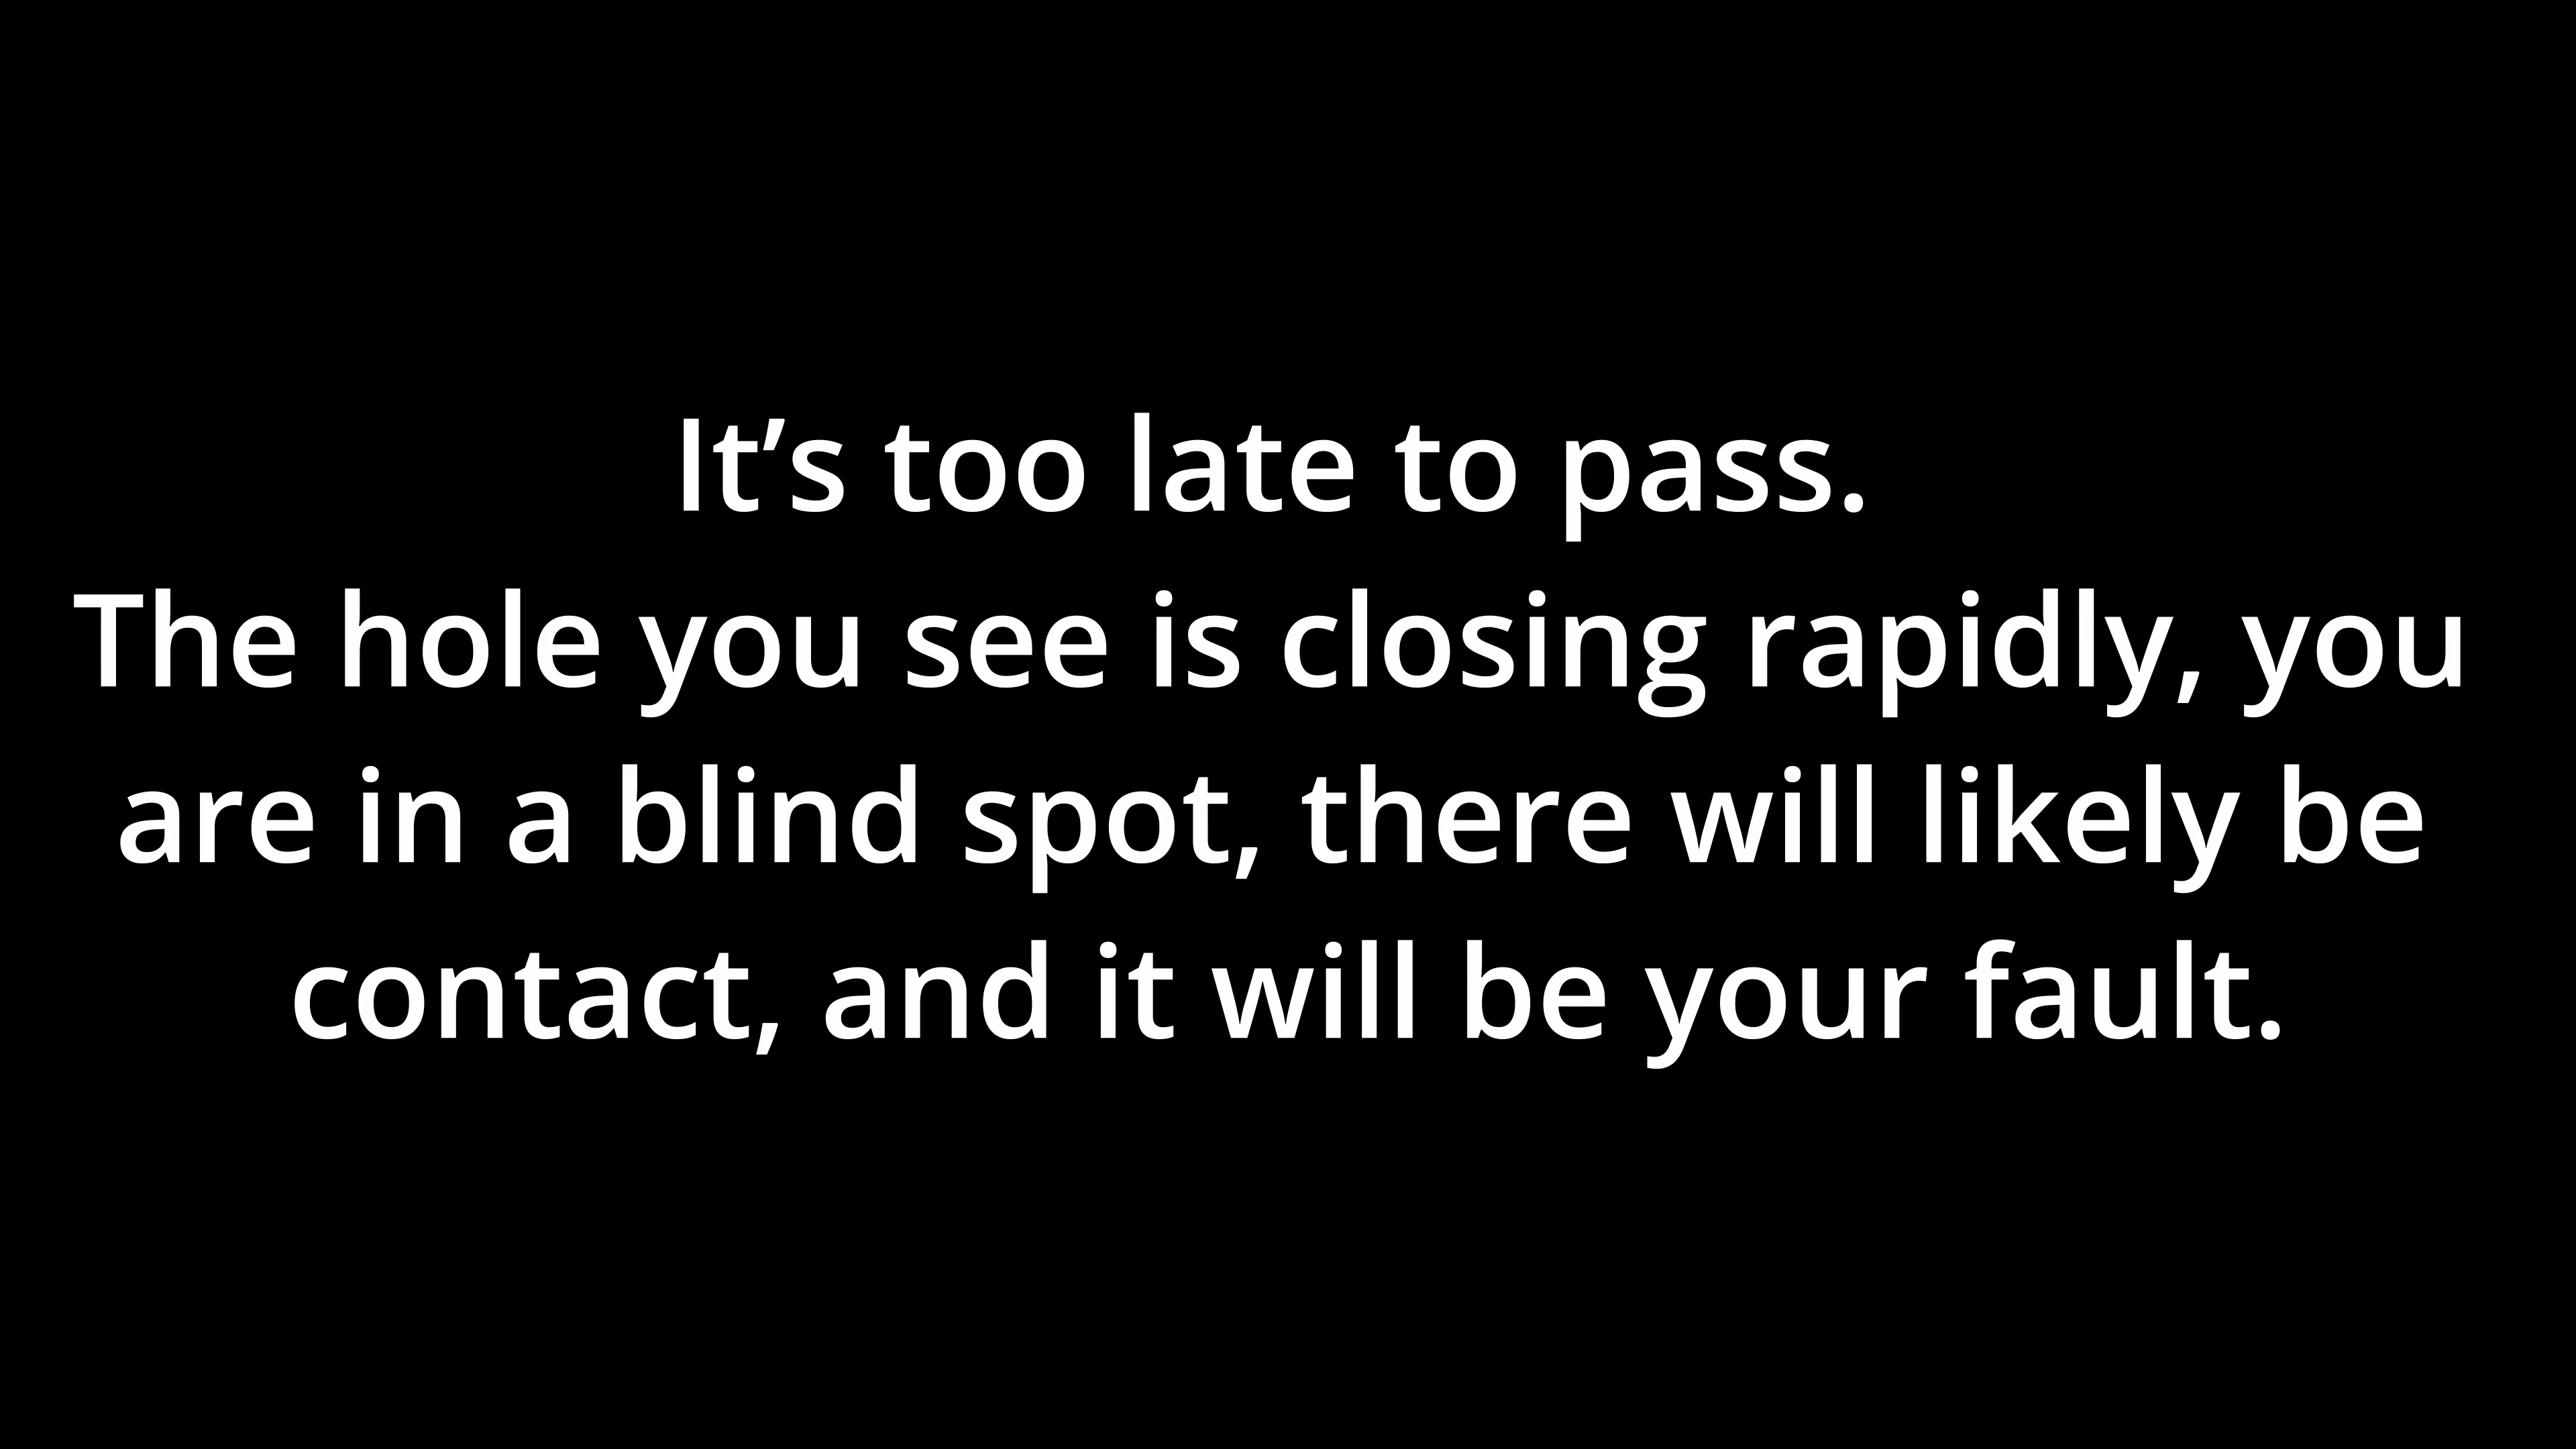 It’s too late to pass.
The hole you see is closing rapidly, you
are in a blind spot, there will likely be
contact, and it will be your fault.